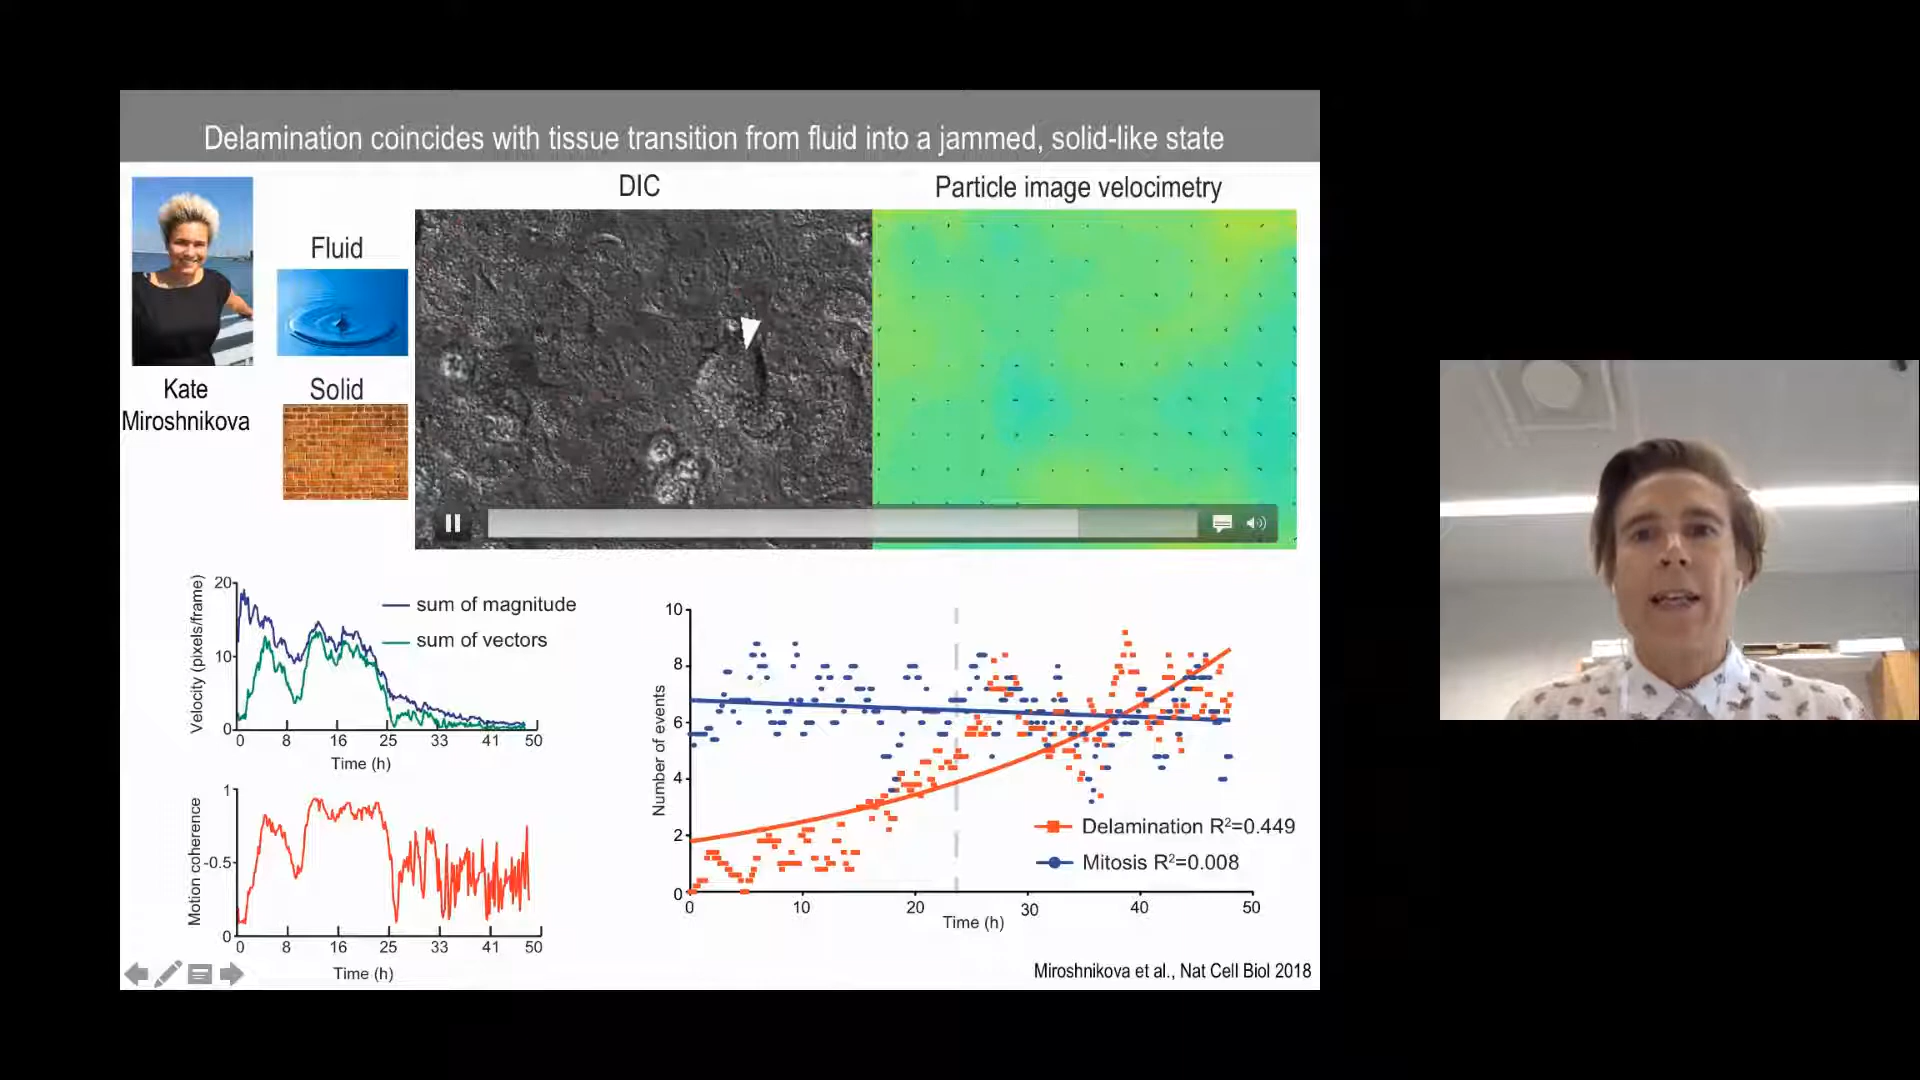 Delamination coincides with tissue transition from fluid into a jammed, solid-like state
DIC
Particle image velocimetry
Fluid
Kate
Miroshnikova
Solid
20
10
0
Velocity (pixels/frame)
sum of magnitude
sum of vectors
0 8 16 25 33 41 50
Time (h)
1
-0.5
0
Motion coherence
0 8 16 25 33 41 50
Time (h)
10
8
6
4
2
0
Number of events
Delamination R²=0.449
Mitosis R²=0.008
0 10 20 30 40 50
Time (h)
Miroshnikova et al., Nat Cell Biol 2018